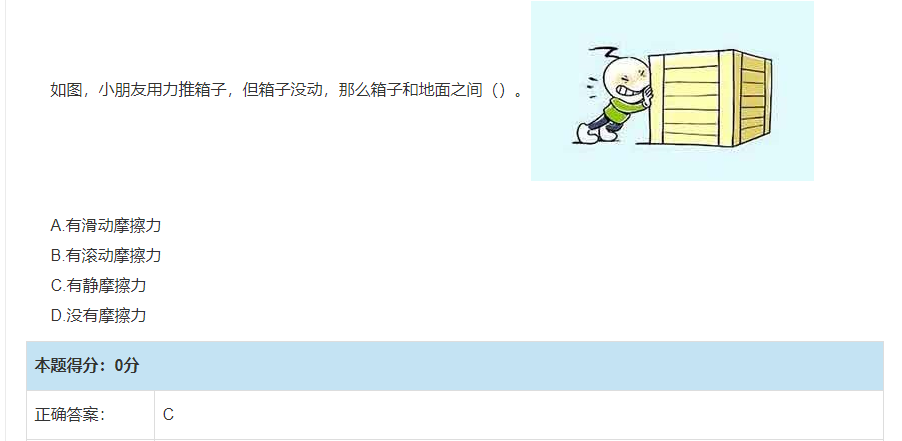 如图，小朋友用力推箱子，但箱子没动，那么箱子和地面之间（）。
A.有滑动摩擦力
B.有滚动摩擦力
C.有静摩擦力
D.没有摩擦力
本题得分：0分
正确答案： C